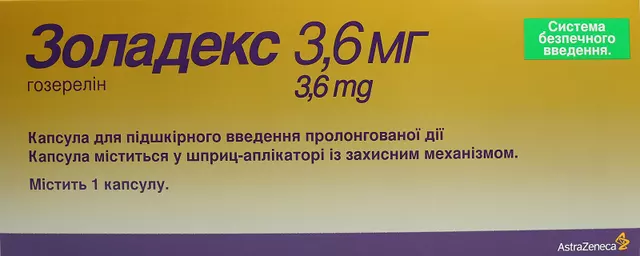 Золадекс 3,6 мг
3,6 mg
гозерелін
Система
безпечного
введення.
Капсула для підшкірного введення пролонгованої дії
Капсула міститься у шприц-аплікаторі із захисним механізмом.
Містить 1 капсулу.
AstraZeneca